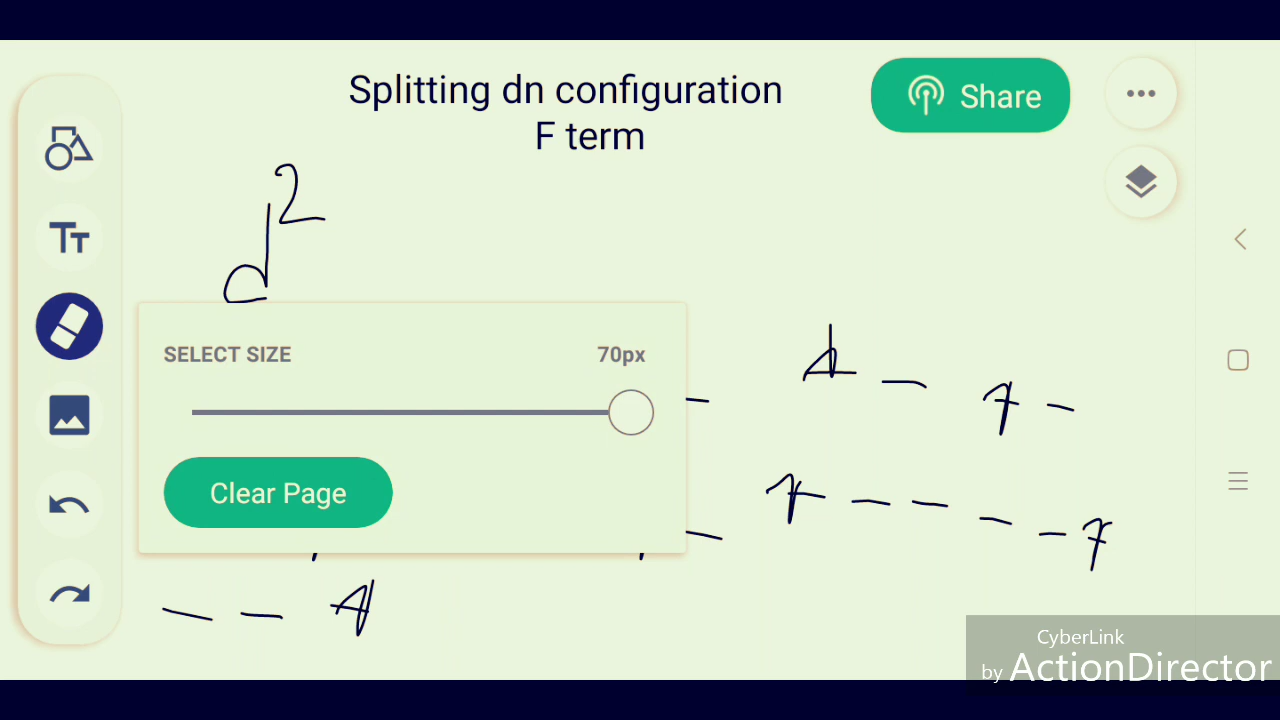 Splitting dn configuration
F term
Share
d²
SELECT SIZE 70px
Clear Page
CyberLink
by ActionDirector